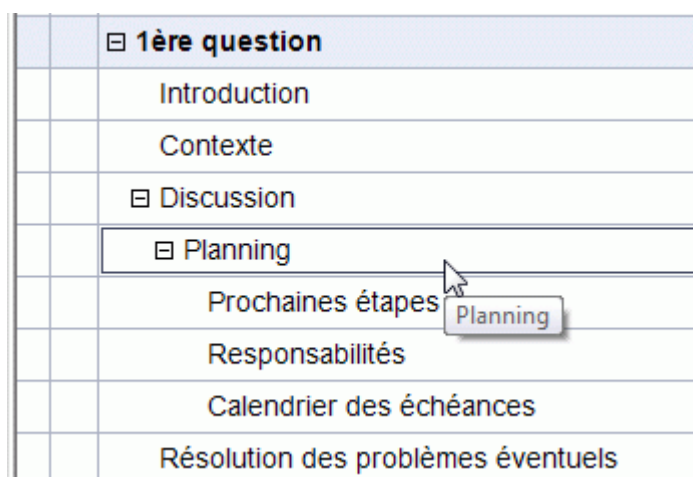 1ère question
Introduction
Contexte
Discussion
Planning
Prochaines étapes
Planning
Responsabilités
Calendrier des échéances
Résolution des problèmes éventuels